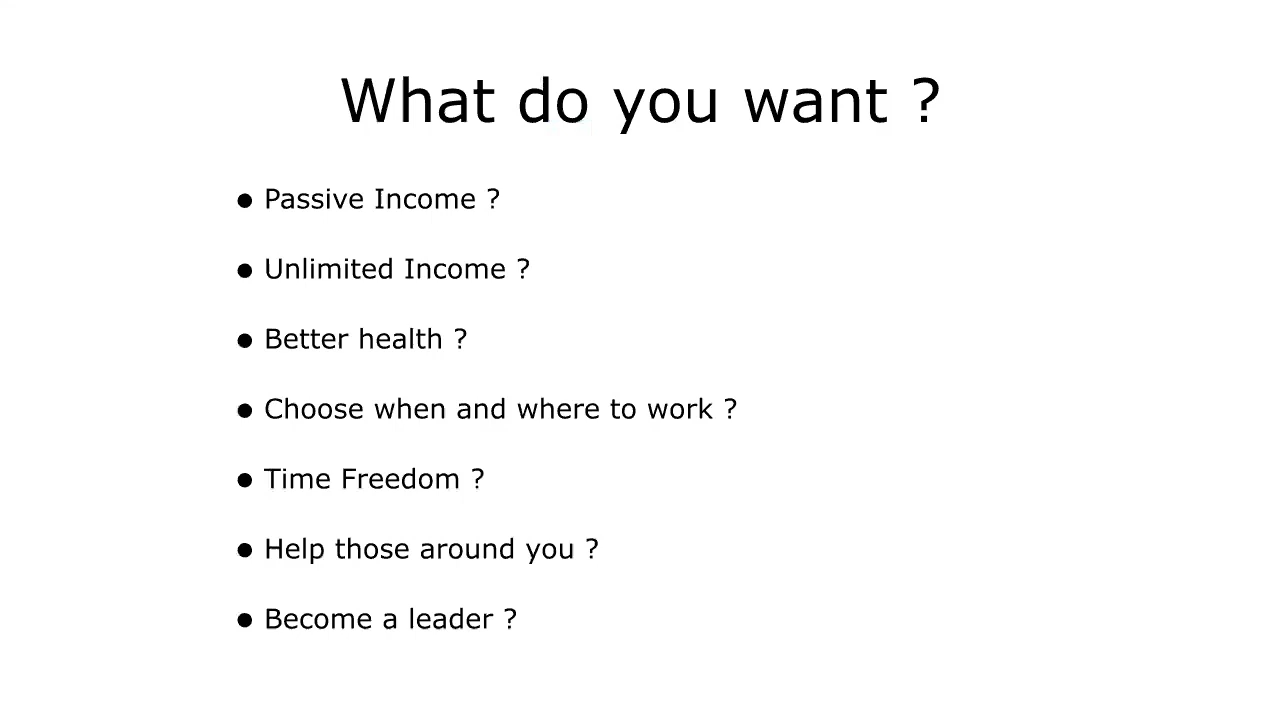 What do you want ?
• Passive Income ?
• Unlimited Income ?
• Better health ?
• Choose when and where to work ?
• Time Freedom ?
• Help those around you ?
• Become a leader ?